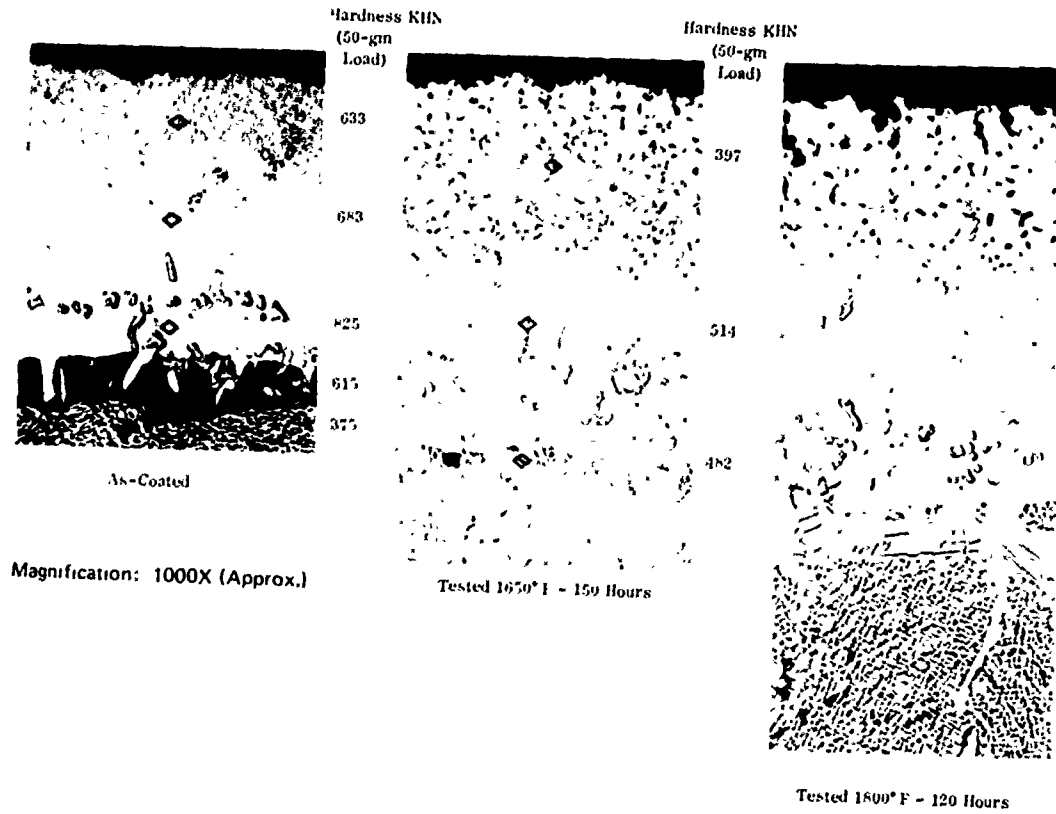 Hardness KHN
(50-gm
Load)
633
683
825
615
375
As-Coated
Magnification: 1000X (Approx.)
Hardness KHN
(50-gm
Load)
397
514
482
Tested 1650° F - 150 Hours
Tested 1800° F - 120 Hours